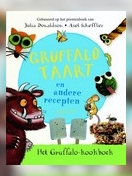 Gebaseerd op het prentenboek van
Julia Donaldson • Axel Scheffler
GRUFFALO
TAART
en
andere
recepten
Het Gruffalo-kookboek